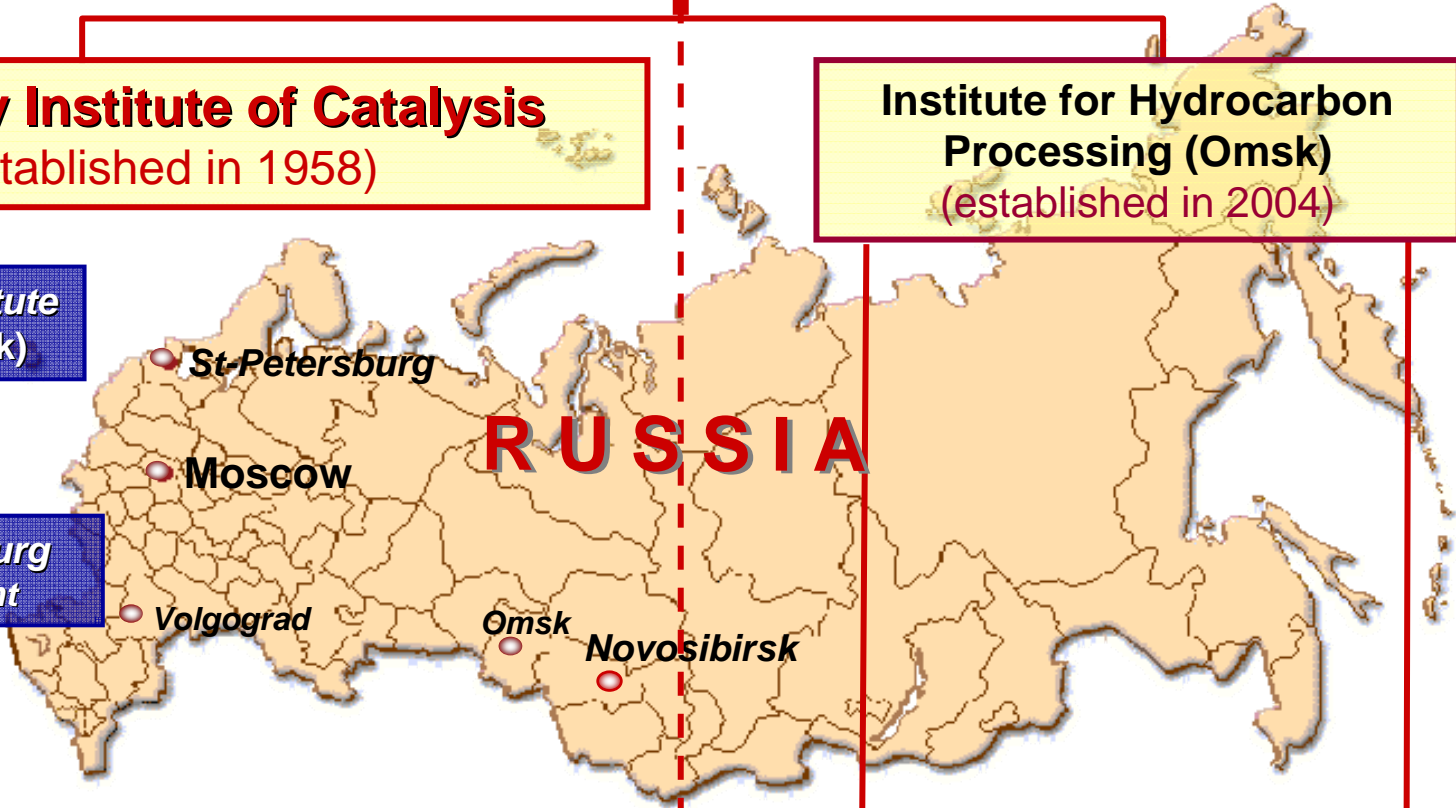 y Institute of Catalysis
tablished in 1958)
Institute for Hydrocarbon
Processing (Omsk)
(established in 2004)
tute
k)
St-Petersburg
RUSSIA
Moscow
urg
nt
Volgograd
Omsk
Novosibirsk